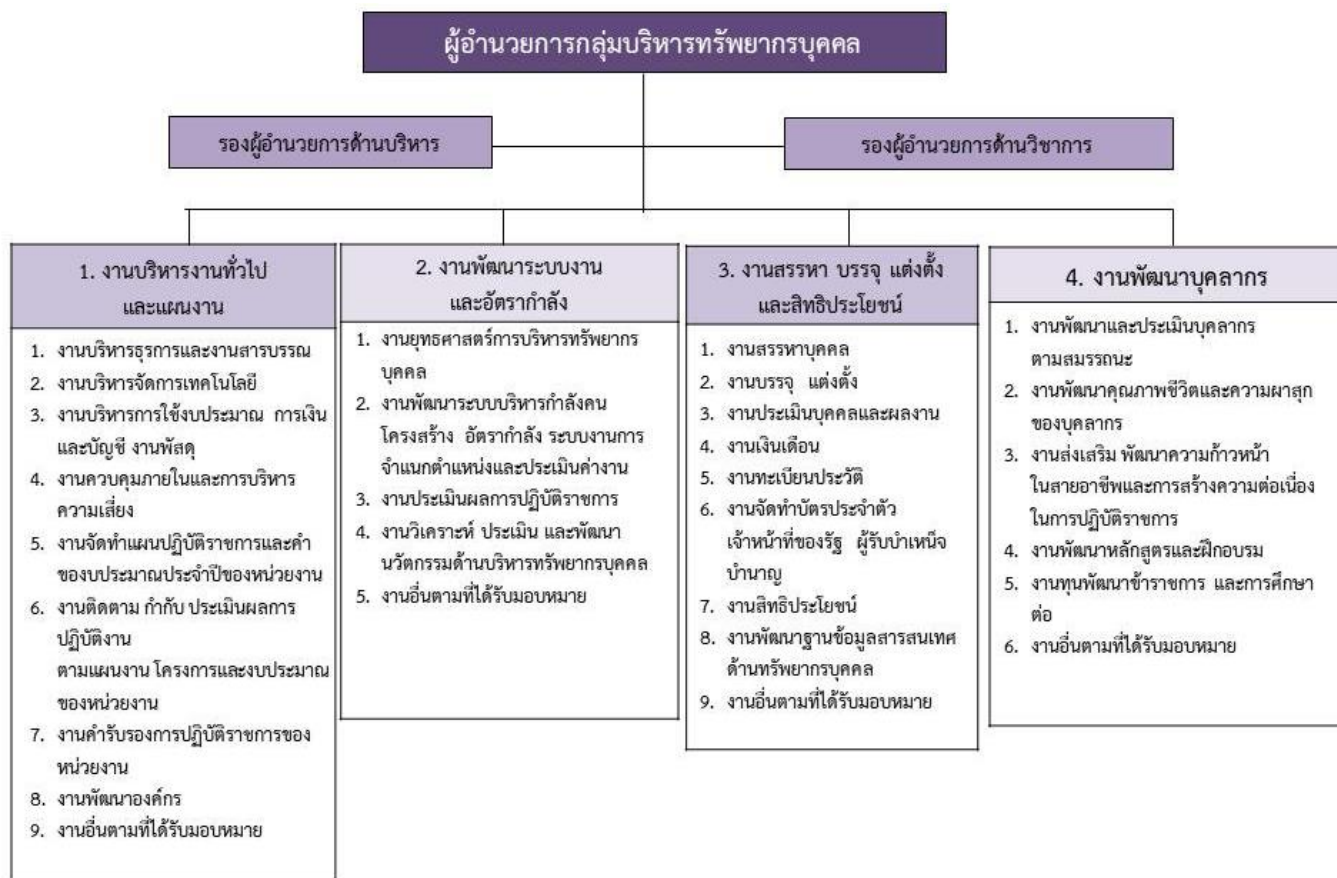 ผู้อำนวยการกลุ่มบริหารทรัพยากรบุคคล
รองผู้อำนวยการด้านบริหาร
รองผู้อำนวยการด้านวิชาการ
1. งานบริหารงานทั่วไป
และแผนงาน
1. งานบริหารธุรการและงานสารบรรณ
2. งานบริหารจัดการเทคโนโลยี
3. งานบริหารการใช้งบประมาณ การเงิน
และบัญชี งานพัสดุ
4. งานควบคุมภายในและการบริหาร
ความเสี่ยง
5. งานจัดทำแผนปฏิบัติราชการและคำ
ของบประมาณประจำปีของหน่วยงาน
6. งานติดตาม กำกับ ประเมินผลการ
ปฏิบัติงาน
ตามแผนงาน โครงการและงบประมาณ
ของหน่วยงาน
7. งานคำรับรองการปฏิบัติราชการของ
หน่วยงาน
8. งานพัฒนาองค์กร
9. งานอื่นตามที่ได้รับมอบหมาย
2. งานพัฒนาระบบงาน
และอัตรากำลัง
1. งานยุทธศาสตร์การบริหารทรัพยากร
บุคคล
2. งานพัฒนาระบบบริหารกำลังคน
โครงสร้าง อัตรากำลัง ระบบงานการ
จำแนกตำแหน่งและประเมินค่างาน
3. งานประเมินผลการปฏิบัติราชการ
4. งานวิเคราะห์ ประเมิน และพัฒนา
นวัตกรรมด้านบริหารทรัพยากรบุคคล
5. งานอื่นตามที่ได้รับมอบหมาย
3. งานสรรหา บรรจุ แต่งตั้ง
และสิทธิประโยชน์
1. งานสรรหาบุคคล
2. งานบรรจุ แต่งตั้ง
3. งานประเมินบุคคลและผลงาน
4. งานเงินเดือน
5. งานทะเบียนประวัติ
6. งานจัดทำบัตรประจำตัว
เจ้าหน้าที่ของรัฐ ผู้รับบำเหน็จ
บำนาญ
7. งานสิทธิประโยชน์
8. งานพัฒนาฐานข้อมูลสารสนเทศ
ด้านทรัพยากรบุคคล
9. งานอื่นตามที่ได้รับมอบหมาย
4. งานพัฒนาบุคลากร
1. งานพัฒนาและประเมินบุคลากร
ตามสมรรถนะ
2. งานพัฒนาคุณภาพชีวิตและความผาสุก
ของบุคลากร
3. งานส่งเสริม พัฒนาความก้าวหน้า
ในสายอาชีพและการสร้างความต่อเนื่อง
ในการปฏิบัติราชการ
4. งานพัฒนาหลักสูตรและฝึกอบรม
5. งานทุนพัฒนาข้าราชการ และการศึกษา
ต่อ
6. งานอื่นตามที่ได้รับมอบหมาย